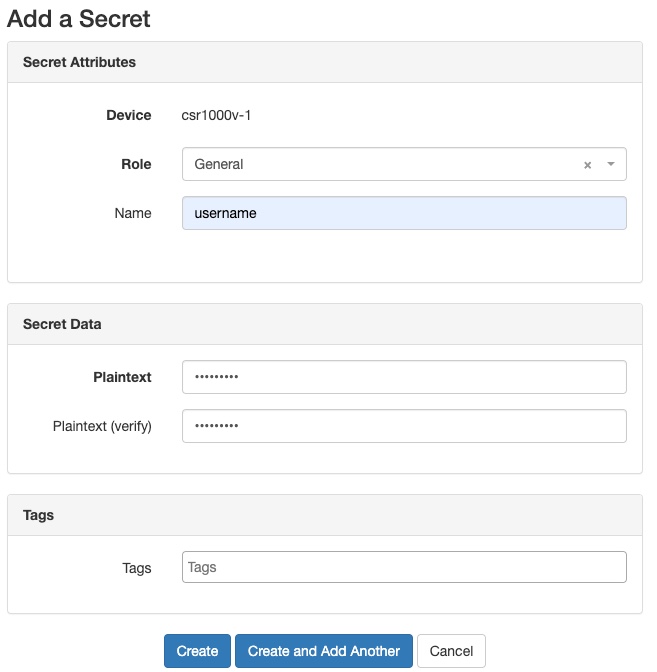 Add a Secret
Secret Attributes
Device csr1000v-1
Role General × 
Name username
Secret Data
Plaintext •••••••••
Plaintext (verify) •••••••••
Tags
Tags Tags
Create Create and Add Another Cancel